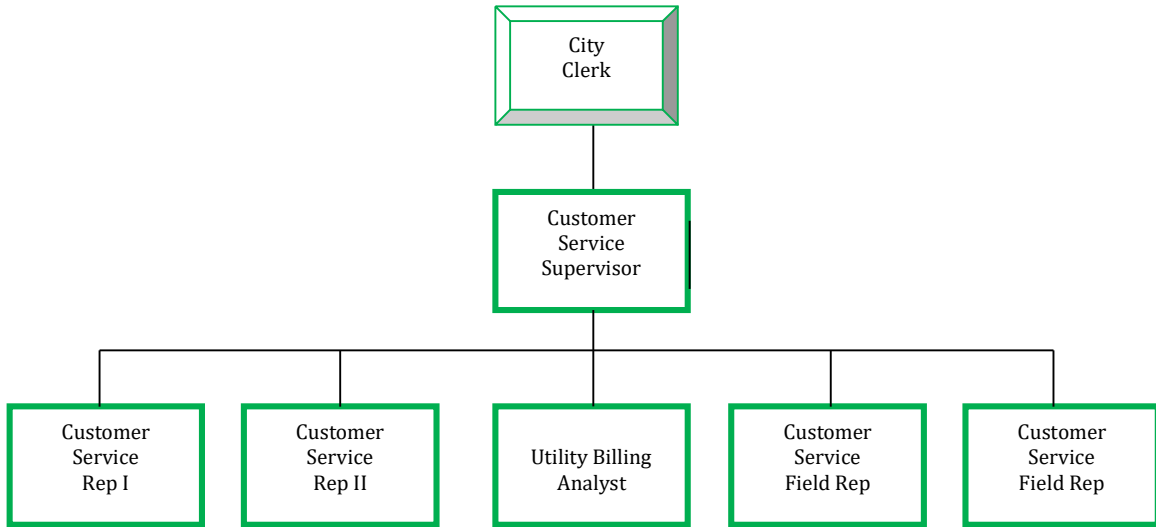 City
Clerk
Customer
Service
Supervisor
Customer
Service
Rep I
Customer
Service
Rep II
Utility Billing
Analyst
Customer
Service
Field Rep
Customer
Service
Field Rep